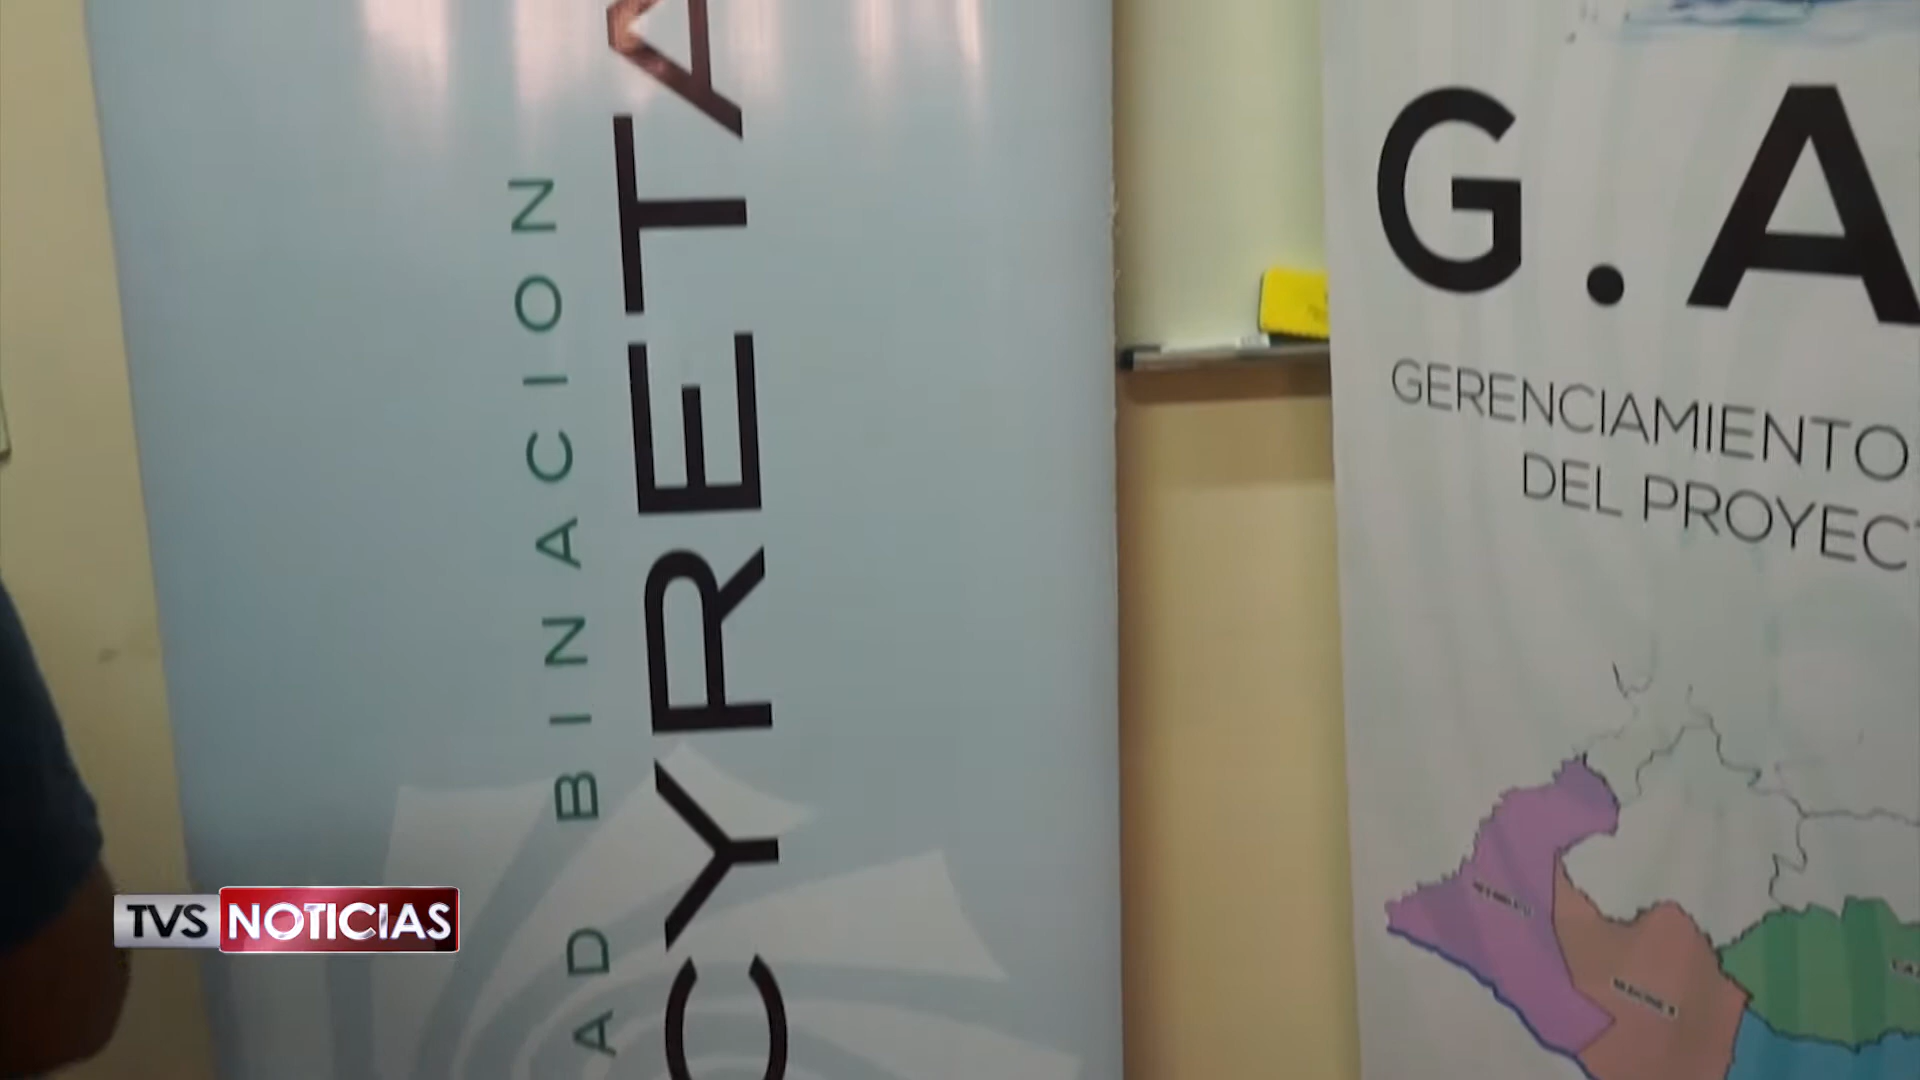 AD BINACION
CYRETA
G.A
GERENCIAMIENTO
DEL PROYEC
TVS NOTICIAS